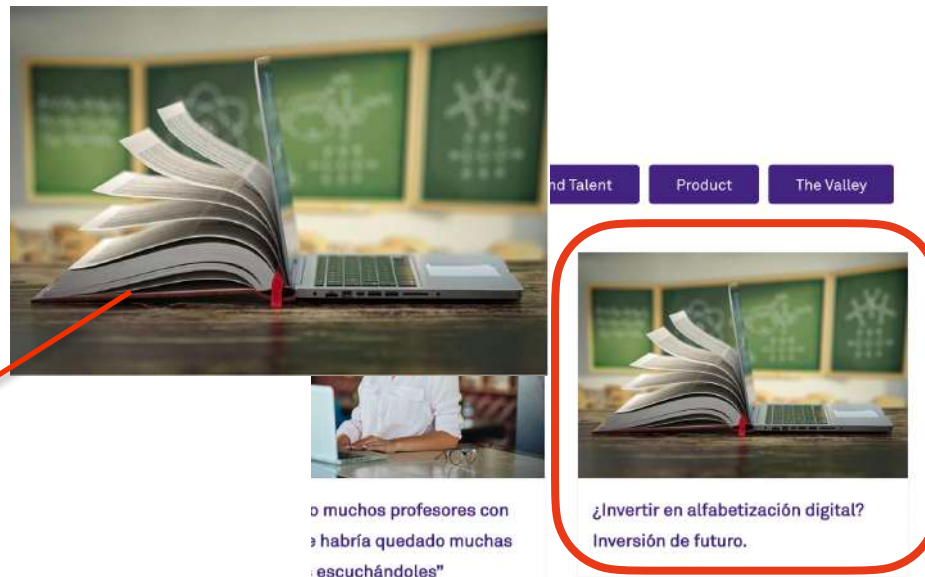 nd Talent
Product
The Valley
o muchos profesores con
e habría quedado muchas
s escuchándoles”
¿Invertir en alfabetización digital?
Inversión de futuro.